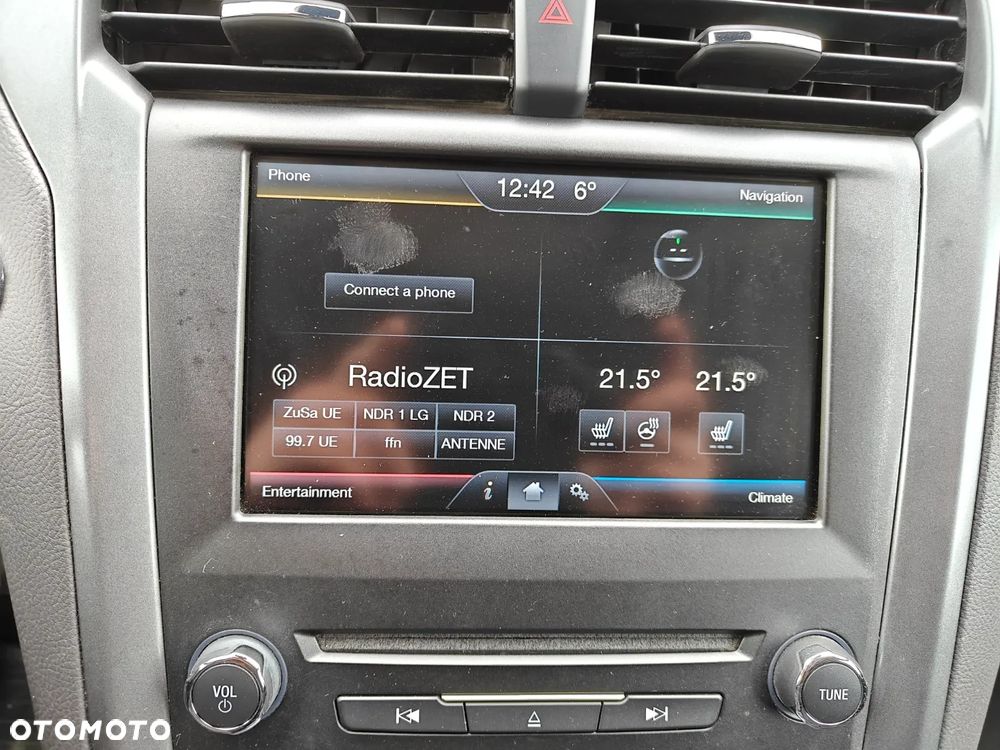 Phone
12:42 6°
Navigation
Connect a phone
RadioZET
21.5° 21.5°
ZuSa UE NDR 1 LG NDR 2
99.7 UE ffn ANTENNE
Entertainment
i
Climate
VOL
TUNE
OTOMOTO